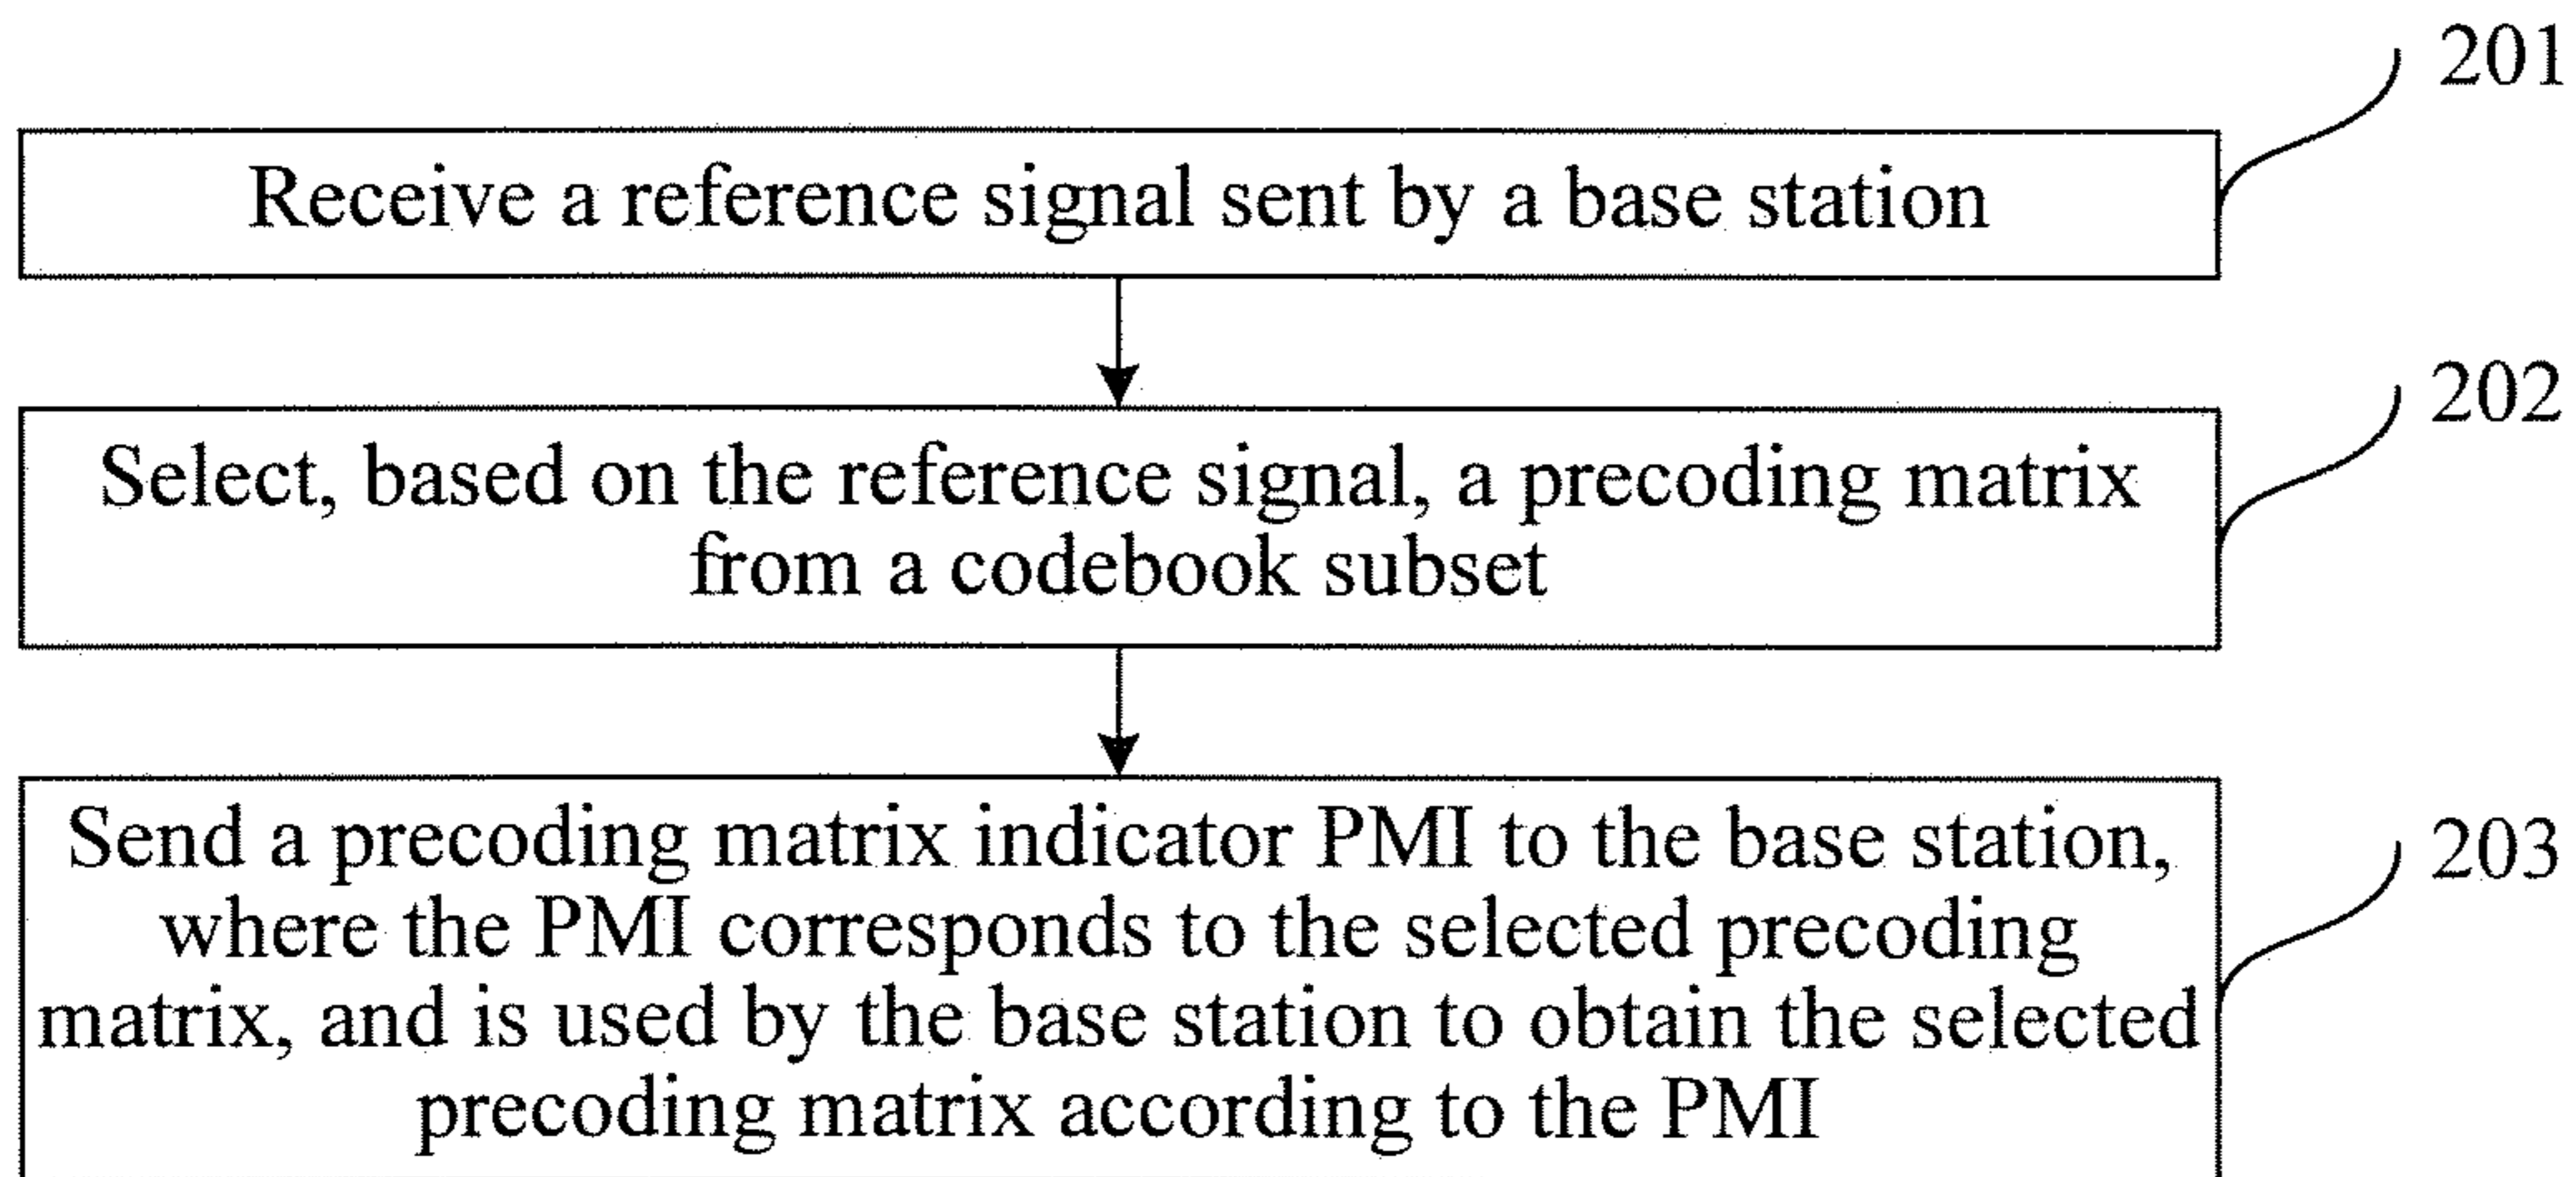 201
Receive a reference signal sent by a base station
202
Select, based on the reference signal, a precoding matrix
from a codebook subset
203
Send a precoding matrix indicator PMI to the base station,
where the PMI corresponds to the selected precoding
matrix, and is used by the base station to obtain the selected
precoding matrix according to the PMI